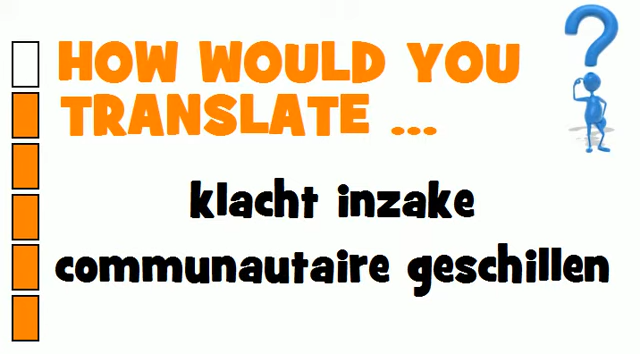 HOW WOULD YOU
TRANSLATE ...
?
klacht inzake
communautaire geschillen